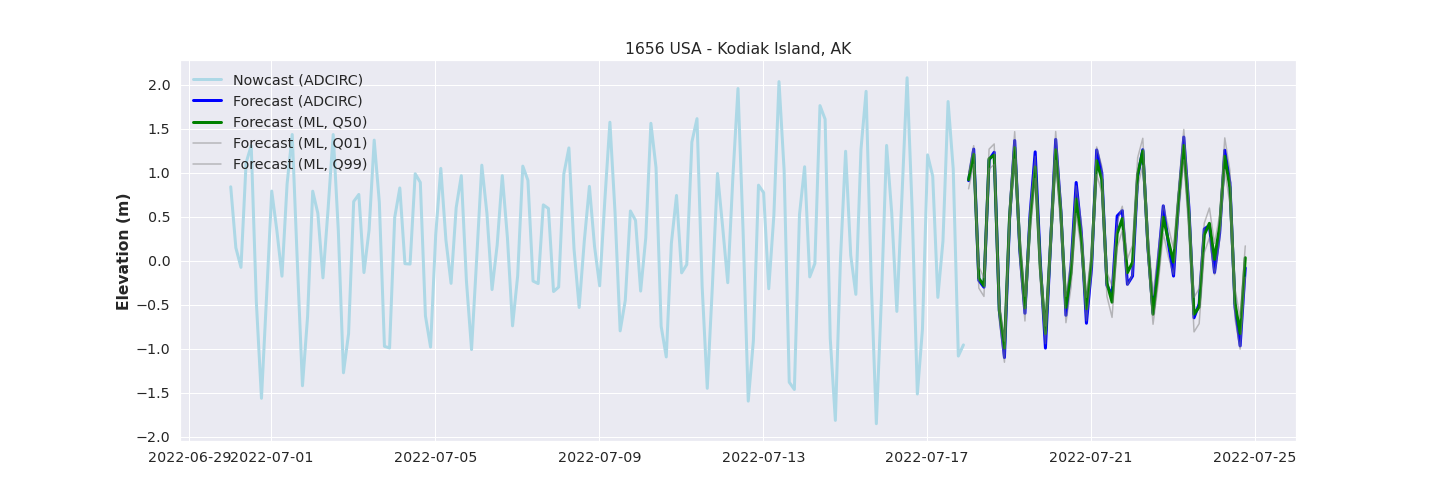 1656 USA - Kodiak Island, AK
Nowcast (ADCIRC)
Forecast (ADCIRC)
Forecast (ML, Q50)
Forecast (ML, Q01)
Forecast (ML, Q99)
Elevation (m)
2.0
1.5
1.0
0.5
0.0
−0.5
−1.0
−1.5
−2.0
2022-06-29 2022-07-01 2022-07-05 2022-07-09 2022-07-13 2022-07-17 2022-07-21 2022-07-25